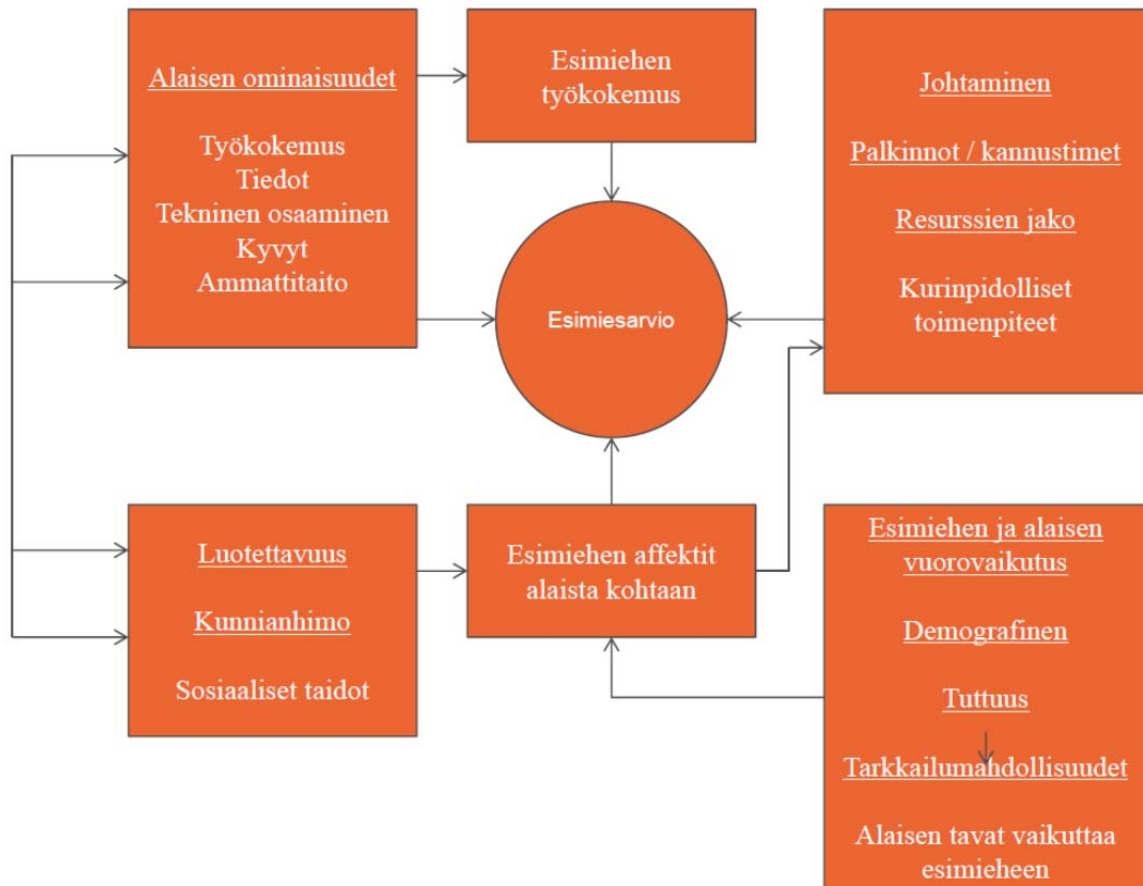 Alaisen ominaisuudet
Työkokemus
Tiedot
Tekninen osaaminen
Kyvyt
Ammattitaito
Esimiehen
työkokemus
Johtaminen
Palkinnot / kannustimet
Resurssien jako
Kurinpidolliset
toimenpiteet
Esimiesarvio
Luotettavuus
Kunnianhimo
Sosiaaliset taidot
Esimiehen affektit
alaista kohtaan
Esimiehen ja alaisen
vuorovaikutus
Demografinen
Tuttuus
Tarkkailumahdollisuudet
Alaisen tavat vaikuttaa
esimieheen